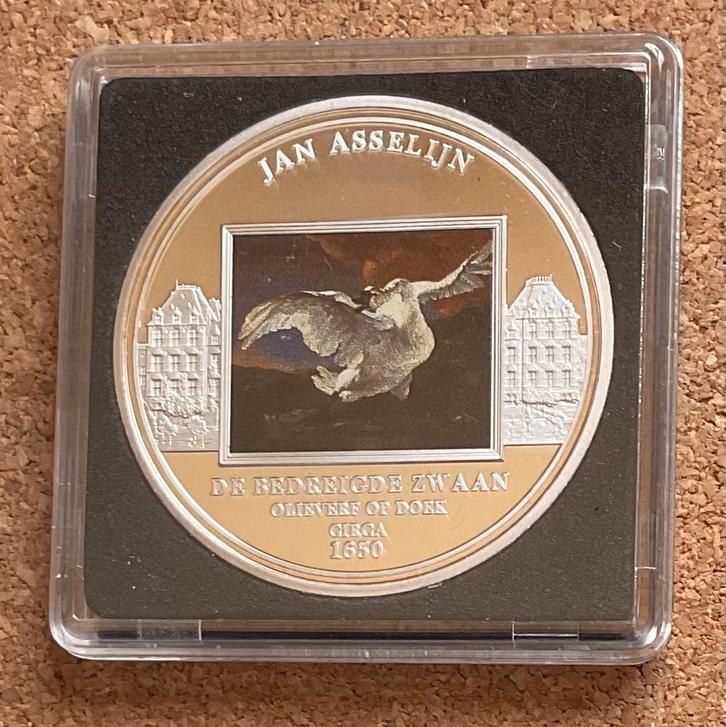 JAN ASSELIJN
DE BEDREIGDE ZWAAN
OLIEVERF OP DOEK
CIRCA
1650